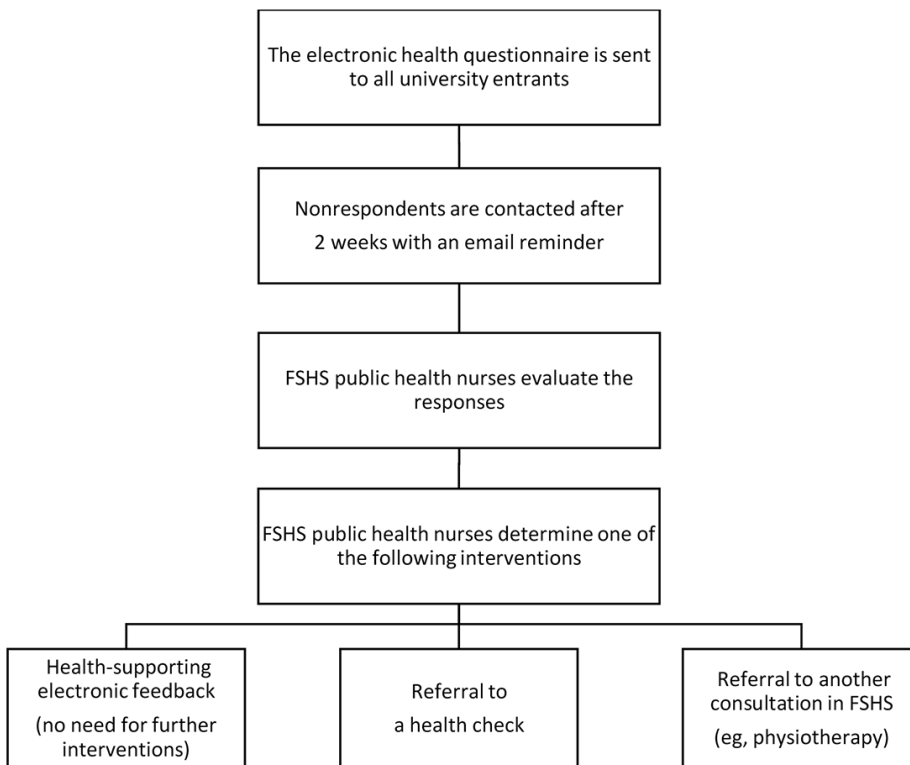 The electronic health questionnaire is sent
to all university entrants
Nonrespondents are contacted after
2 weeks with an email reminder
FSHS public health nurses evaluate the
responses
FSHS public health nurses determine one of
the following interventions
Health-supporting
electronic feedback
(no need for further
interventions)
Referral to
a health check
Referral to another
consultation in FSHS
(eg, physiotherapy)